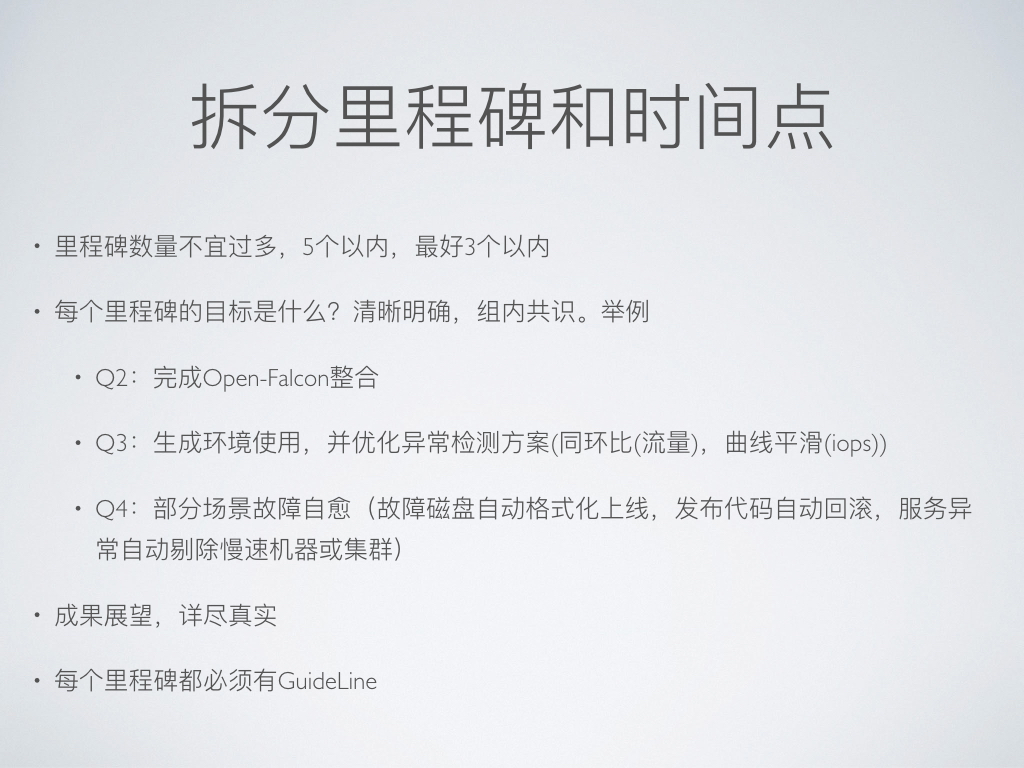 拆分里程碑和时间点
• 里程碑数量不宜过多，5个以内，最好3个以内
• 每个里程碑的目标是什么？清晰明确，组内共识。举例
• Q2：完成Open-Falcon整合
• Q3：生成环境使用，并优化异常检测方案(同环比(流量)，曲线平滑(iops))
• Q4：部分场景故障自愈（故障磁盘自动格式化上线，发布代码自动回滚，服务异
常自动剔除慢速机器或集群）
• 成果展望，详尽真实
• 每个里程碑都必须有GuideLine